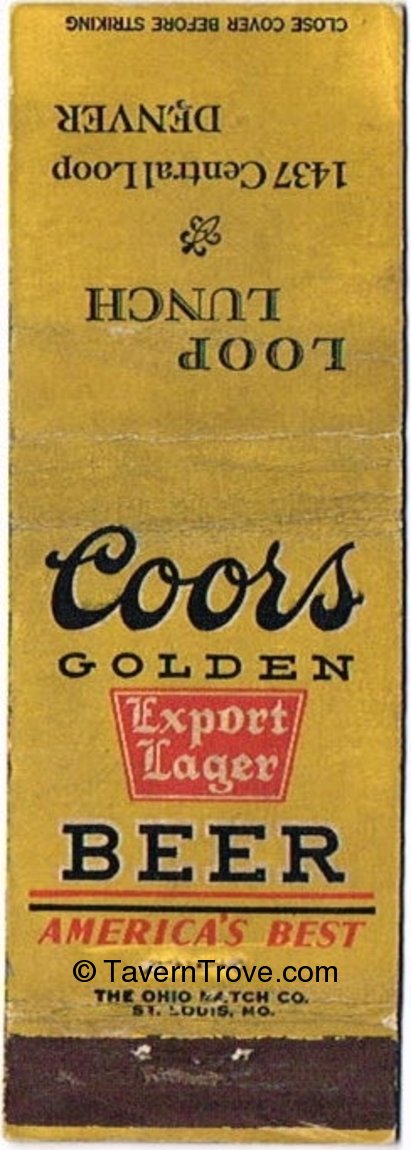 CLOSE COVER BEFORE STRIKING
DENVER
1437 Central Loop
LOOP
LUNCH
Coors
GOLDEN
Export
Lager
BEER
AMERICA'S BEST
© TavernTrove.com
THE OHIO MATCH CO.
ST. LOUIS, MO.